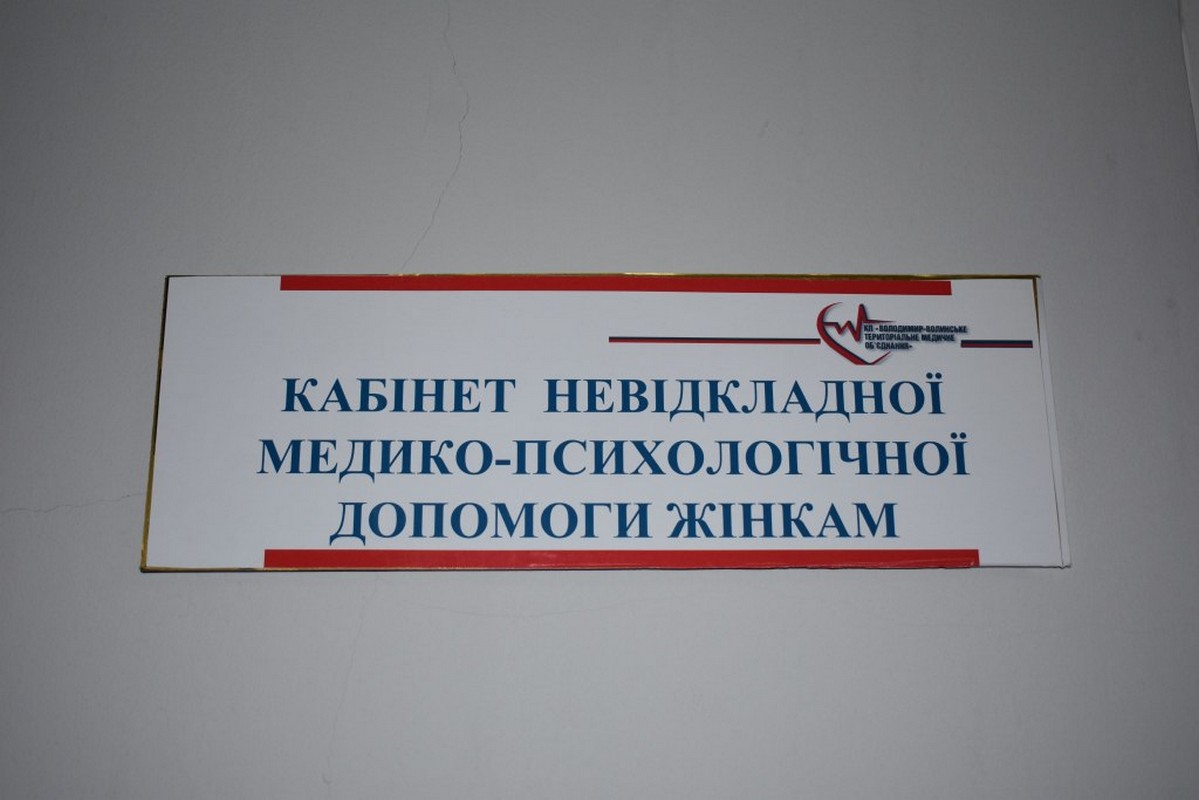 КП «ВОЛОДИМИР-ВОЛИНСЬКЕ
ТЕРИТОРІАЛЬНЕ МЕДИЧНЕ
ОБ'ЄДНАННЯ»
КАБІНЕТ НЕВІДКЛАДНОЇ
МЕДИКО-ПСИХОЛОГІЧНОЇ
ДОПОМОГИ ЖІНКАМ